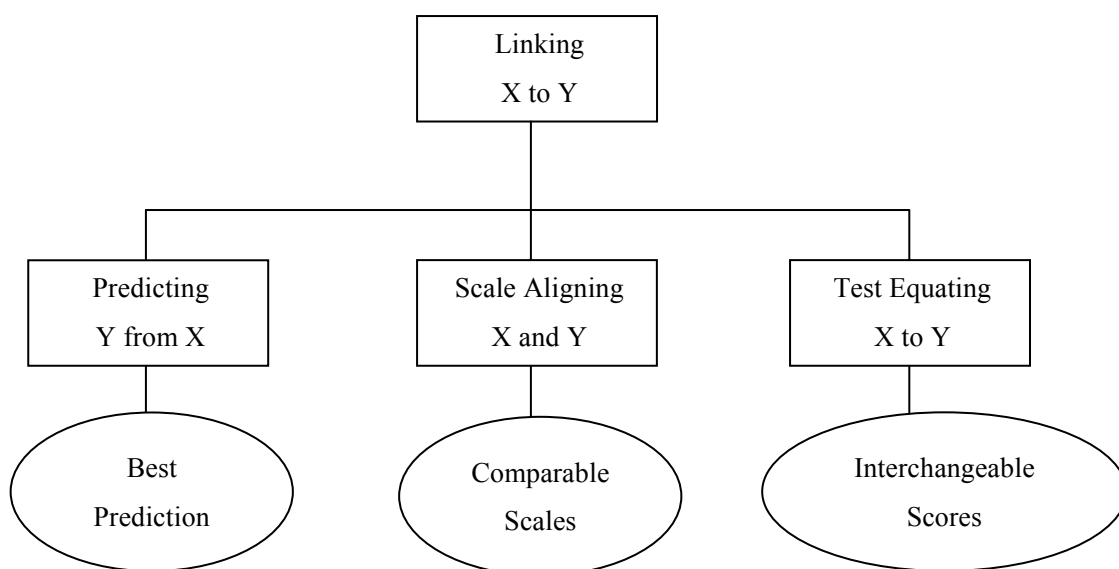 Linking
X to Y
Predicting
Y from X
Scale Aligning
X and Y
Test Equating
X to Y
Best
Prediction
Comparable
Scales
Interchangeable
Scores